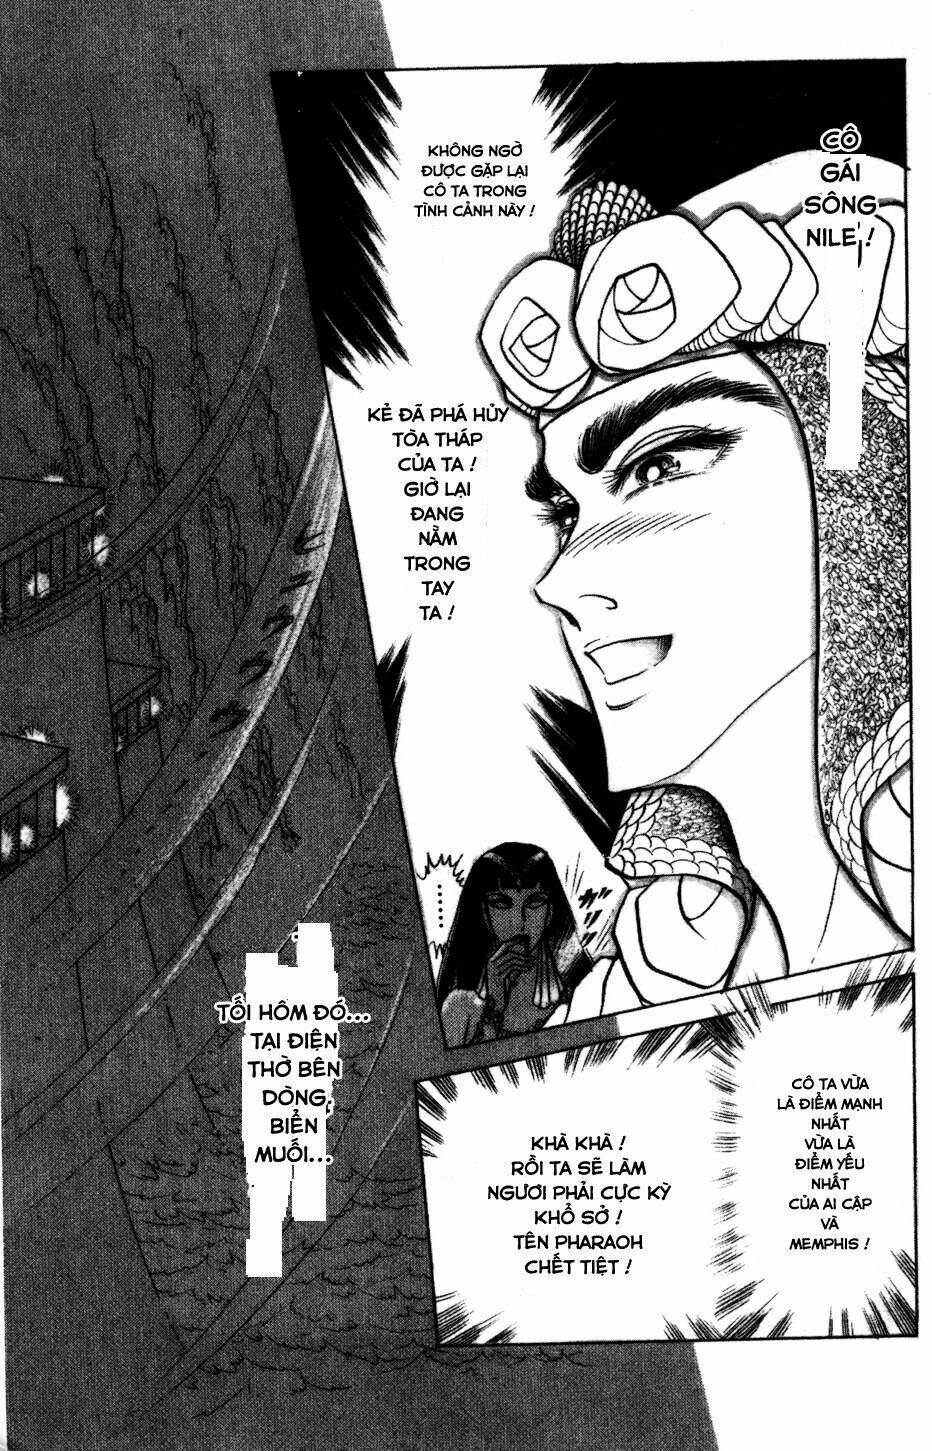 CÔ
GÁI
SÔNG
NILE !
KHÔNG NGỜ
ĐƯỢC GẶP LẠI
CÔ TA TRONG
TÌNH CẢNH NÀY !
KẺ ĐÃ PHÁ HỦY
TÒA THÁP
CỦA TA !
GIỜ LẠI
ĐANG
NẰM
TRONG
TAY
TA !
CÔ TA VỪA
LÀ ĐIỂM MẠNH
NHẤT
VỪA LÀ
ĐIỂM YẾU
NHẤT
CỦA AI CẬP
VÀ
MEMPHIS !
KHÀ KHÀ !
RỒI TA SẼ LÀM
NGƯƠI PHẢI CỰC KỲ
KHỔ SỞ !
TÊN PHARAOH
CHẾT TIỆT !
TỐI HÔM ĐÓ...
TẠI ĐIỆN
THỜ BÊN
DÒNG
BIỂN
MUỐI...